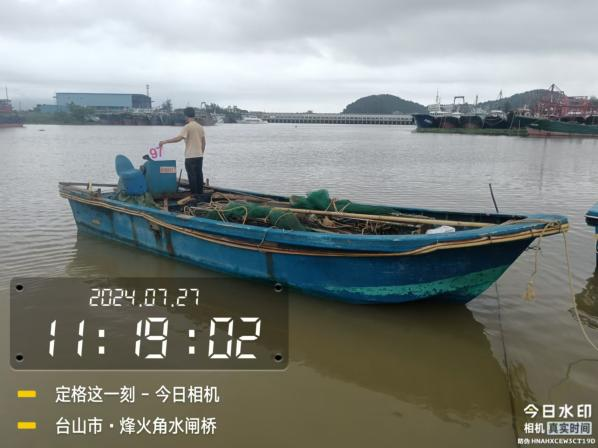 97
2024.07.27
11:19:02
定格这一刻 - 今日相机
台山市·烽火角水闸桥
今日水印
相机 真实时间
防伪 HNAHXCEW3CT19D